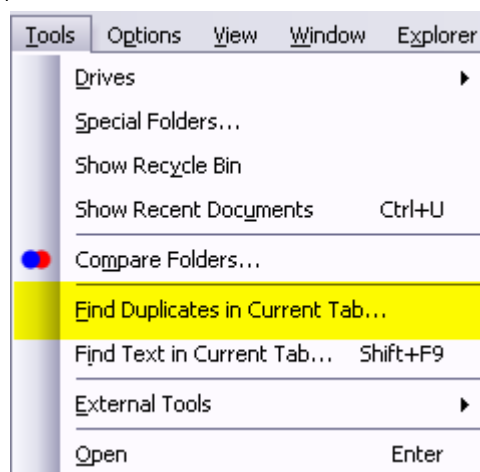 Tools Options View Window Explorer
Drives
Special Folders...
Show Recycle Bin
Show Recent Documents Ctrl+U
Compare Folders...
Find Duplicates in Current Tab...
Find Text in Current Tab... Shift+F9
External Tools
Open Enter